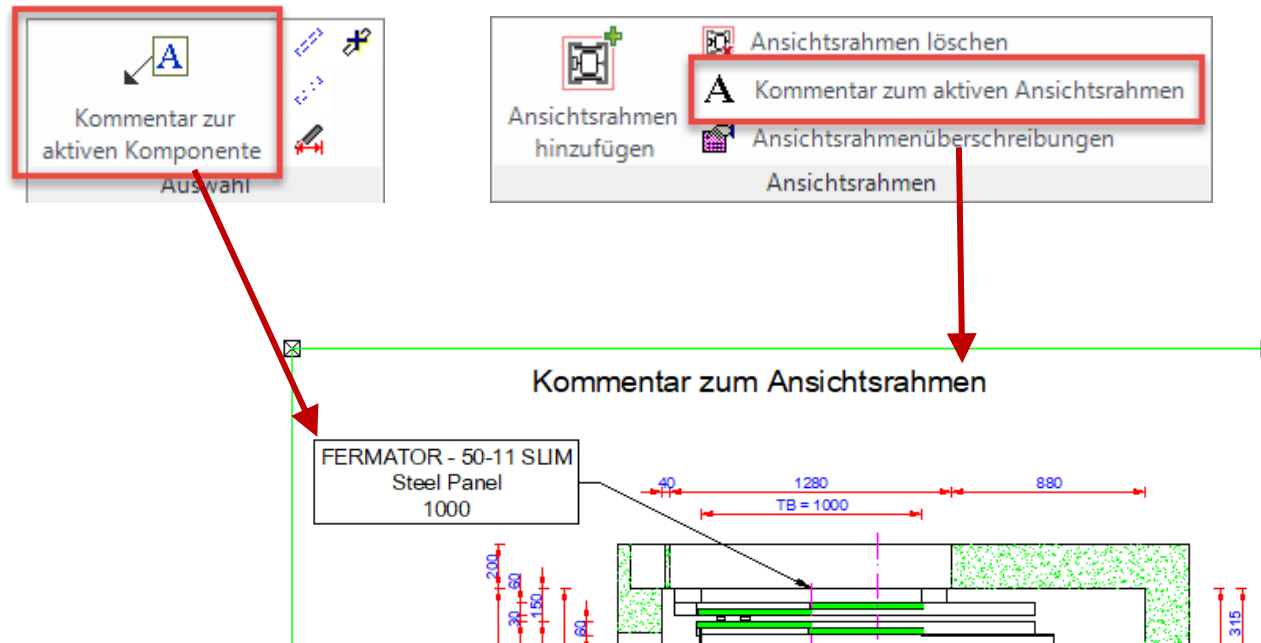 A
Kommentar zur
aktiven Komponente
Auswahl
Ansichtsrahmen
hinzufügen
Ansichtsrahmen löschen
A Kommentar zum aktiven Ansichtsrahmen
Ansichtsrahmenüberschreibungen
Ansichtsrahmen
Kommentar zum Ansichtsrahmen
FERMATOR - 50-11 SLIM
Steel Panel
1000
40 1280 880
TB = 1000
200
60
150
30
60
315